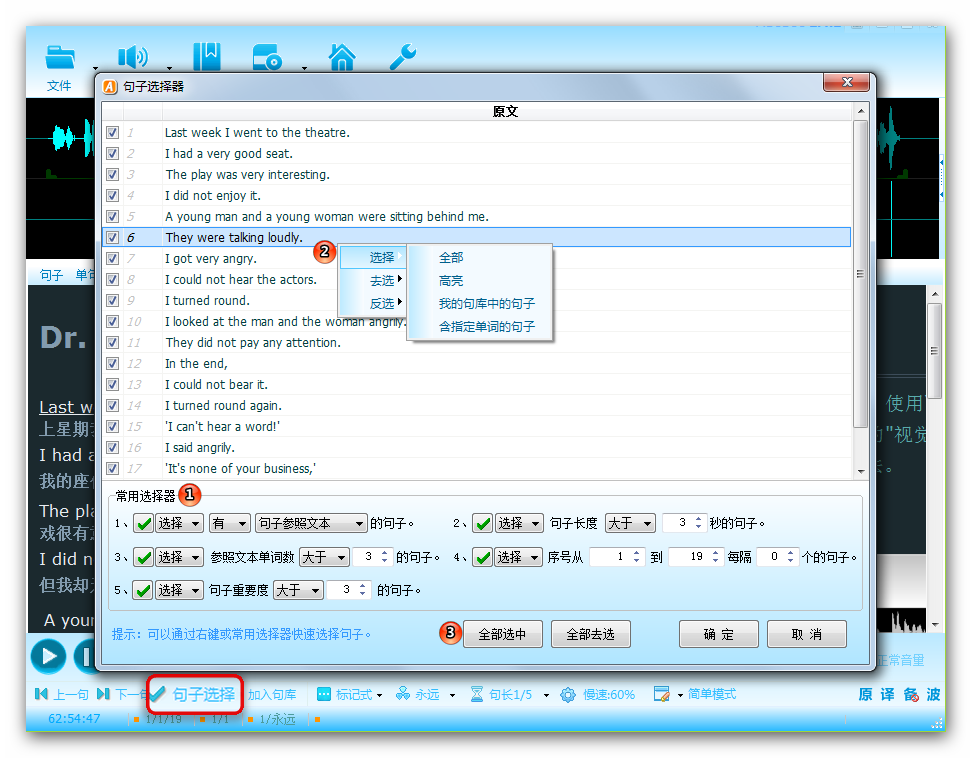 文件
句子选择器
原文
1 Last week I went to the theatre.
2 I had a very good seat.
3 The play was very interesting.
4 I did not enjoy it.
5 A young man and a young woman were sitting behind me.
6 They were talking loudly.
7 I got very angry.
8 I could not hear the actors.
9 I turned round.
10 I looked at the man and the woman angrily.
11 They did not pay any attention.
12 In the end,
13 I could not bear it.
14 I turned round again.
15 'I can't hear a word!'
16 I said angrily.
17 'It's none of your business,'
2
选择
去选
反选
全部
高亮
我的句库中的句子
含指定单词的句子
句子 单句
Dr.
Last w
上星期
I had a
我的座
The pla
戏很有
I did n
但我却
A your
使用
"视觉
常用选择器 1
1、 选择 有 句子参照文本 的句子。 2、 选择 句子长度 大于 3 秒的句子。
3、 选择 参照文本单词数 大于 3 的句子。 4、 选择 序号从 1 到 19 每隔 0 个的句子。
5、 选择 句子重要度 大于 3 的句子。
提示：可以通过右键或常用选择器快速选择句子。 3 全部选中 全部去选 确 定 取 消
正常音量
上一句 下一句 句子选择 加入句库 标记式 永远 句长1/5 慢速:60% 简单模式 原 译 备 波
62:54:47 1/1/19 1/1 1/永远